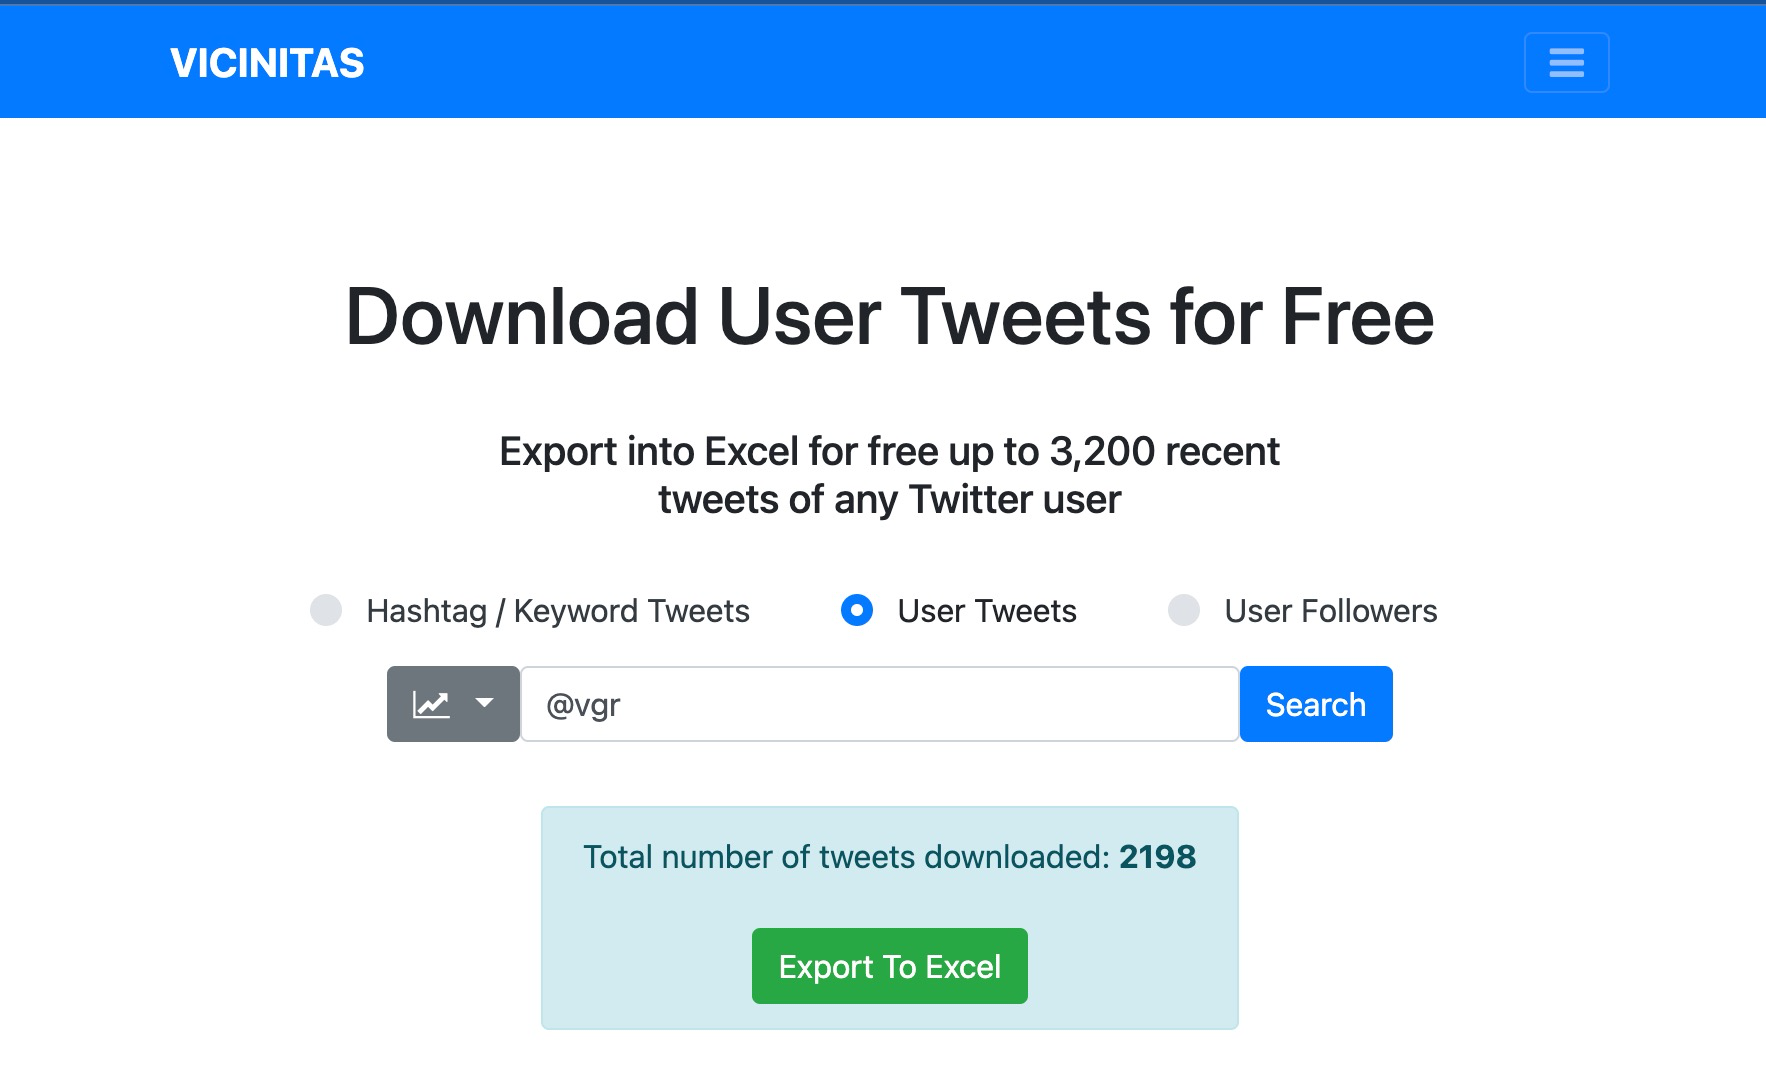 VICINITAS
Download User Tweets for Free
Export into Excel for free up to 3,200 recent
tweets of any Twitter user
Hashtag / Keyword Tweets User Tweets User Followers
@vgr Search
Total number of tweets downloaded: 2198
Export To Excel